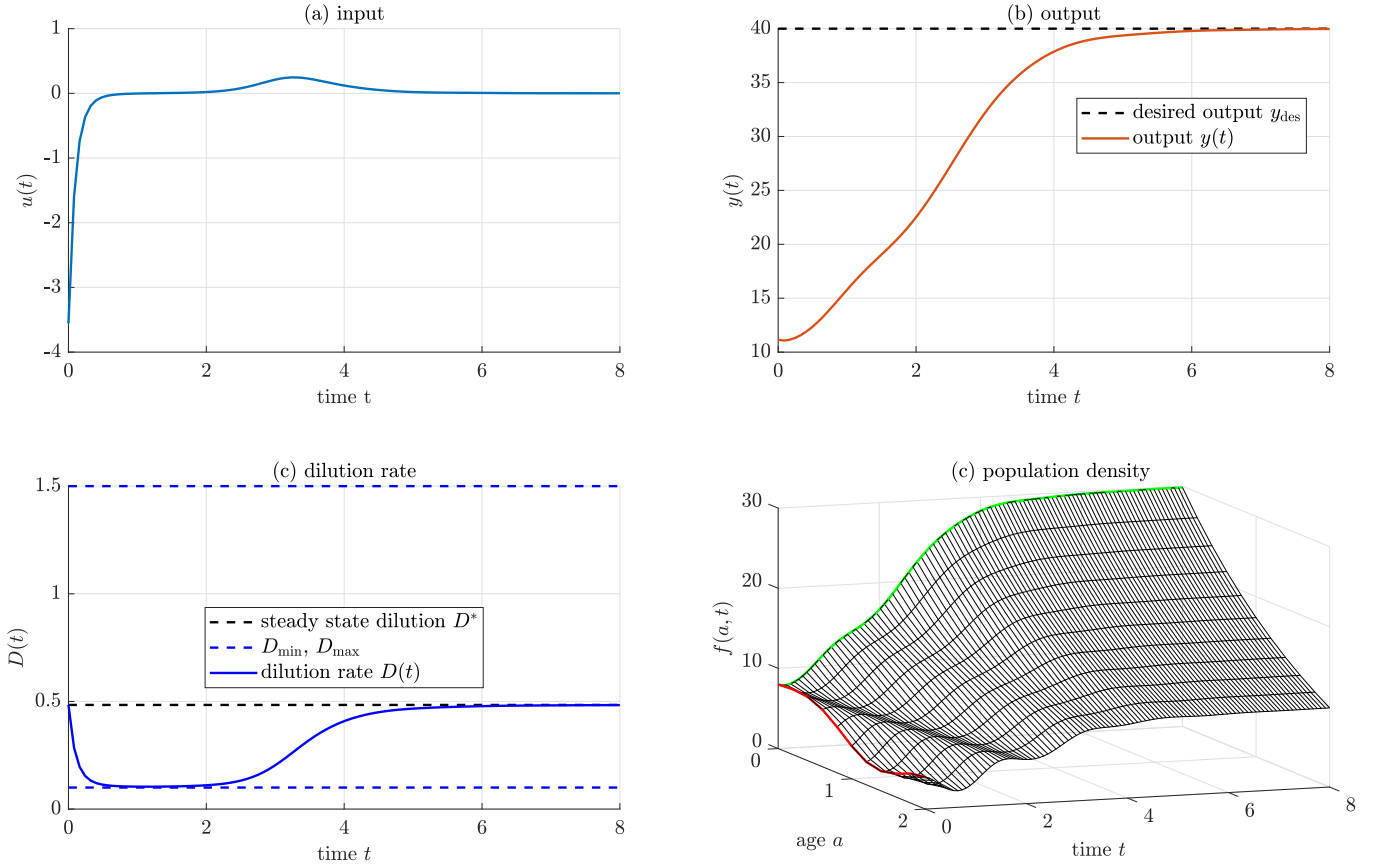 (a) input
1
0
-1
-2
-3
-4
u(t)
0 2 4 6 8
time t
(b) output
40
35
30
25
20
15
10
y(t)
desired output y_des
output y(t)
0 2 4 6 8
time t
(c) dilution rate
1.5
1
0.5
0
D(t)
steady state dilution D*
D_min, D_max
dilution rate D(t)
0 2 4 6 8
time t
(c) population density
30
20
10
0
f(a, t)
0
1
2
age a
0 2 4 6 8
time t